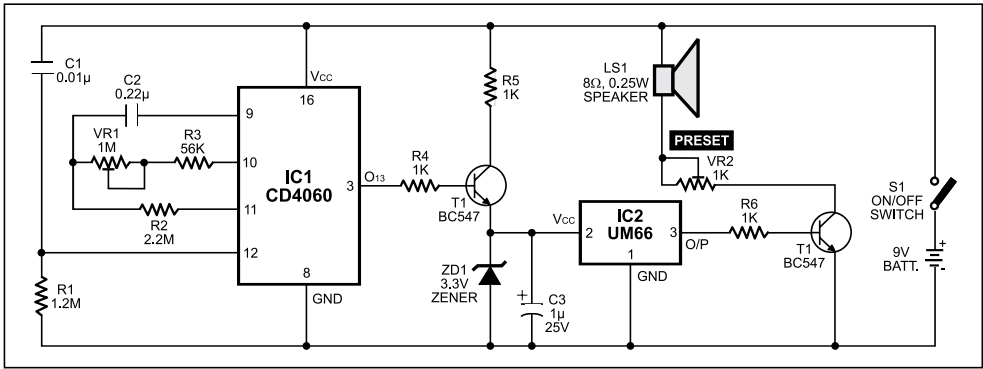 C1
0.01µ
C2
0.22µ
VR1
1M
R3
56K
R2
2.2M
R1
1.2M
9
10
11
12
VCC
16
IC1
CD4060
3
8
GND
O13
R4
1K
R5
1K
T1
BC547
ZD1
3.3V
ZENER
+
C3
1µ
25V
VCC
2
IC2
UM66
3
O/P
1
GND
LS1
8Ω, 0.25W
SPEAKER
PRESET
VR2
1K
R6
1K
T1
BC547
S1
ON/OFF
SWITCH
9V
BATT.
+
-